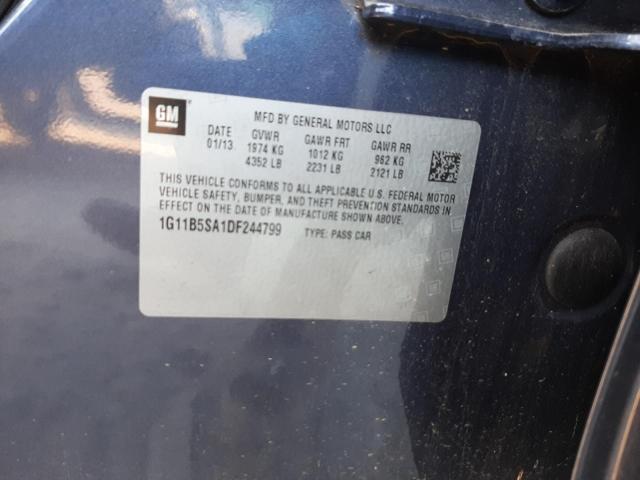 GM
MFD BY GENERAL MOTORS LLC
DATE GVWR GAWR FRT GAWR RR
01/13 1974 KG 1012 KG 962 KG
4352 LB 2231 LB 2121 LB
THIS VEHICLE CONFORMS TO ALL APPLICABLE U.S. FEDERAL MOTOR
VEHICLE SAFETY, BUMPER, AND THEFT PREVENTION STANDARDS IN
EFFECT ON THE DATE OF MANUFACTURE SHOWN ABOVE.
1G11B5SA1DF244799 TYPE: PASS CAR